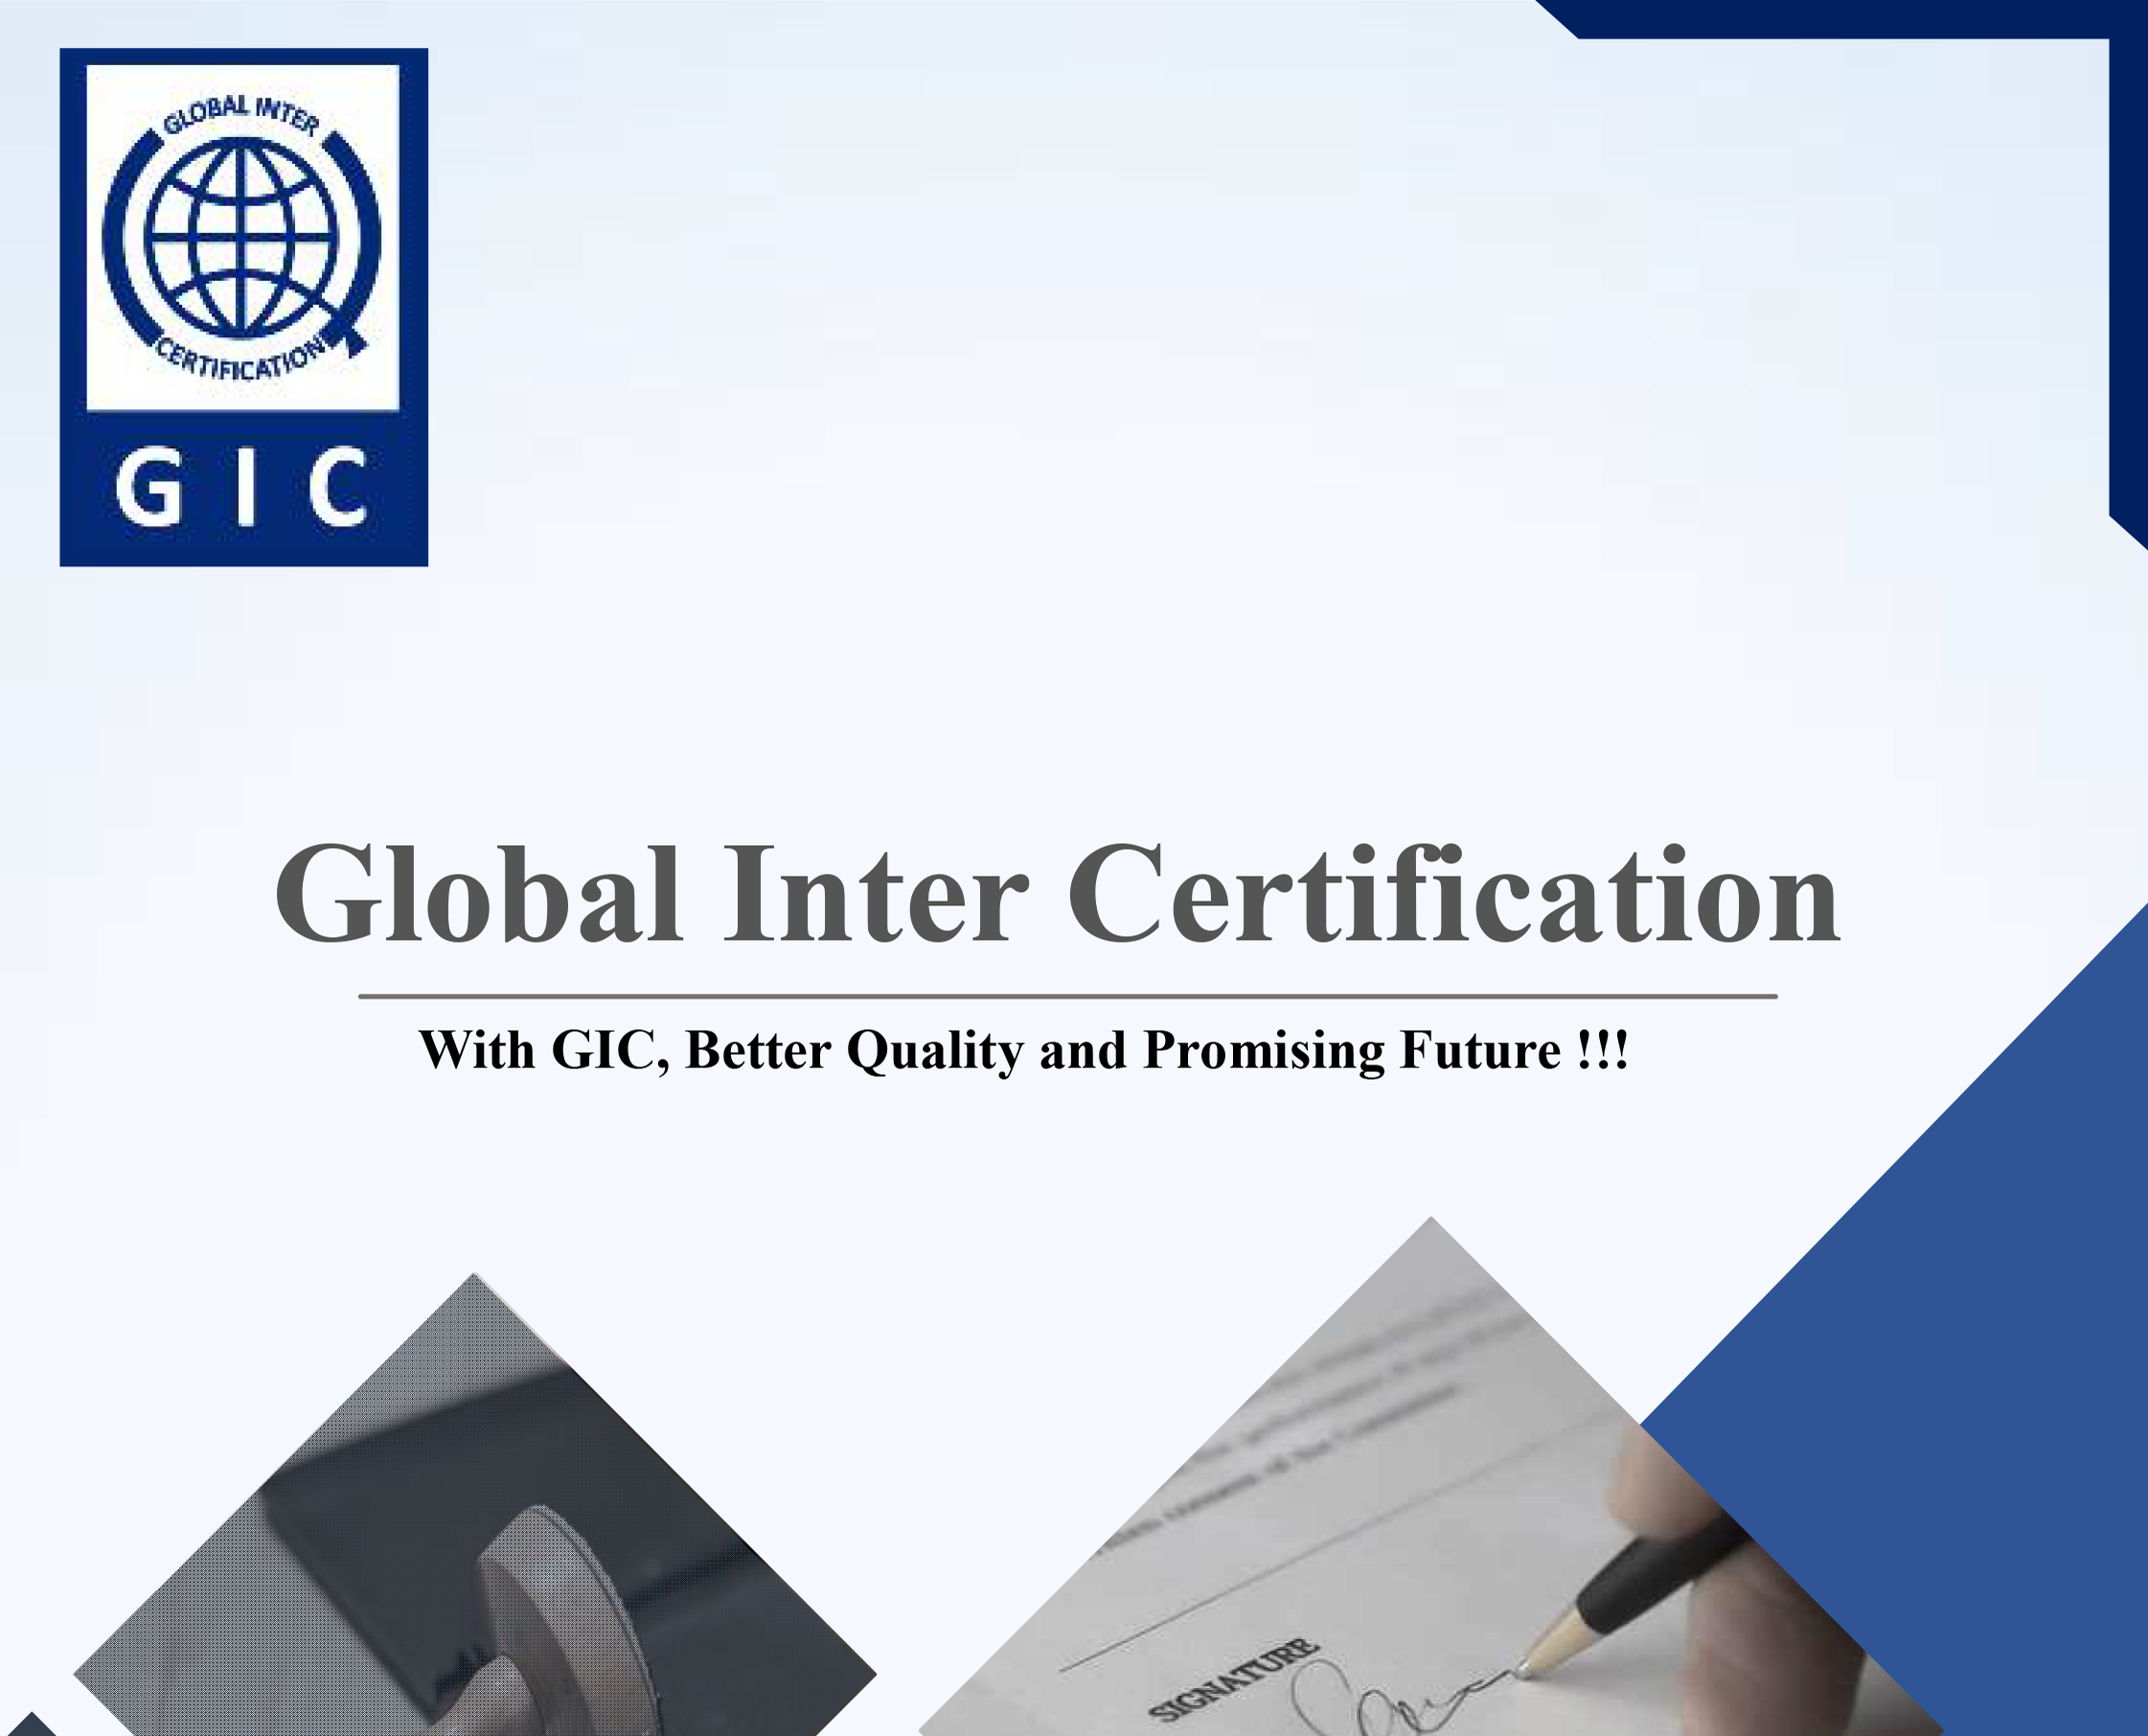 GLOBAL INTER
CERTIFICATION
G I C
Global Inter Certification
With GIC, Better Quality and Promising Future !!!
SIGNATURE